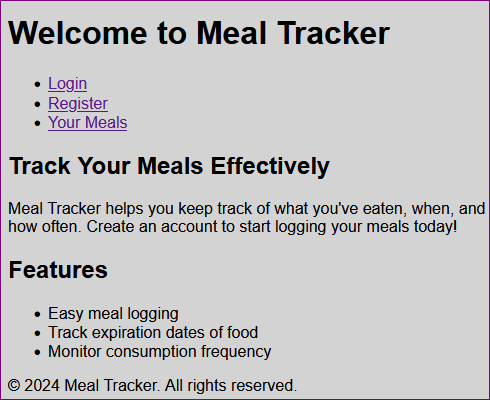 Welcome to Meal Tracker
Login
Register
Your Meals
Track Your Meals Effectively
Meal Tracker helps you keep track of what you've eaten, when, and
how often. Create an account to start logging your meals today!
Features
Easy meal logging
Track expiration dates of food
Monitor consumption frequency
© 2024 Meal Tracker. All rights reserved.